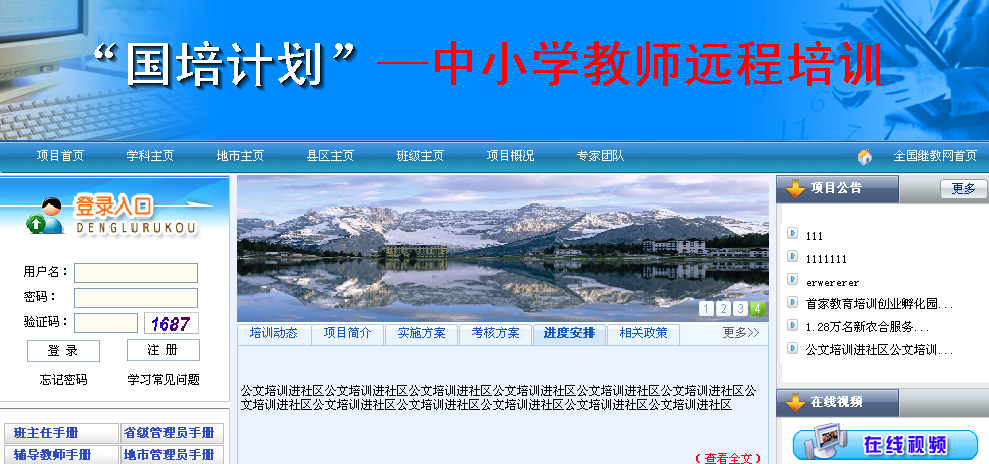 “国培计划”—中小学教师远程培训
项目首页 学科主页 地市主页 县区主页 班级主页 项目概况 专家团队 全国继教网首页
登录入口
DENGLURUKOU
用户名：
密码：
验证码： 1687
登 录 注 册
忘记密码 学习常见问题
班主任手册 省级管理员手册
辅导教师手册 地市管理员手册
1 2 3 4
培训动态 项目简介 实施方案 考核方案 进度安排 相关政策 更多>>
公文培训进社区公文培训进社区公文培训进社区公文培训进社区公文培训进社区公文培训进社区公
文培训进社区公文培训进社区公文培训进社区公文培训进社区公文培训进社区公文培训进社区
（查看全文）
项目公告 更多
111
1111111
erwererer
首家教育培训创业孵化园...
1.28万名新农合服务...
公文培训进社区公文培训...
在线视频
在线视频